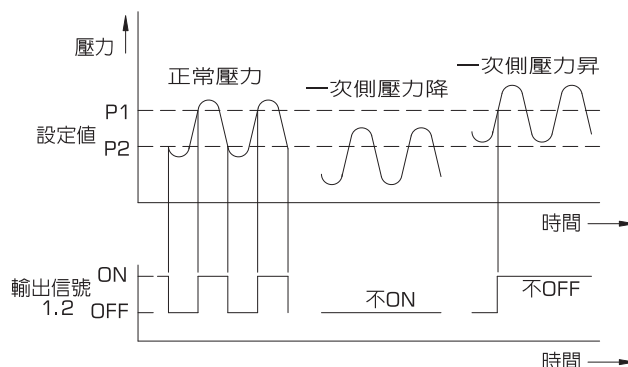 壓力
正常壓力
一次側壓力降
一次側壓力昇
P1
設定值
P2
時間
ON
輸出信號
1.2
OFF
不ON
不OFF
時間